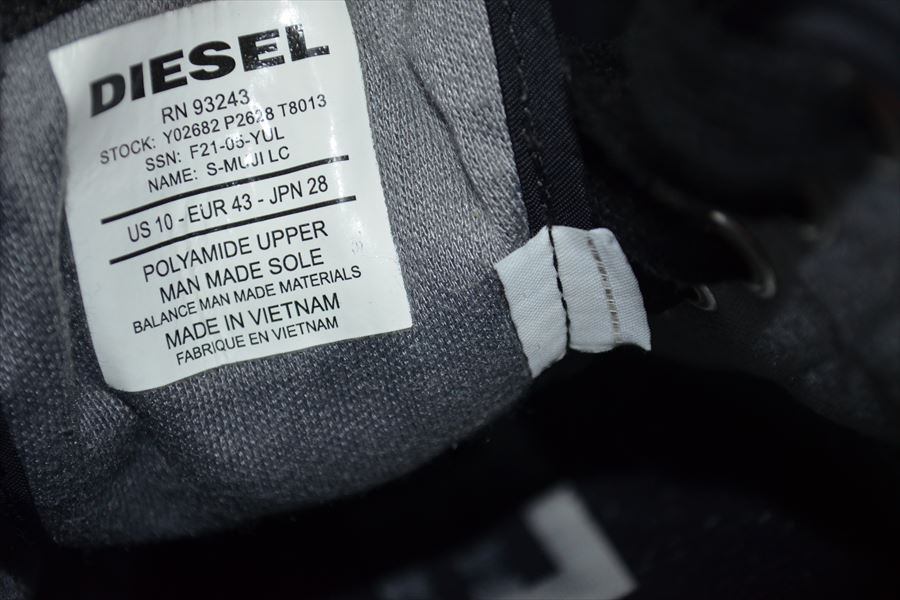 DIESEL
RN 93243
STOCK: Y02682 P2628 T8013
SSN: F21-05-YUL
NAME: S-MUJI LC
US 10 - EUR 43 - JPN 28
POLYAMIDE UPPER
MAN MADE SOLE
BALANCE MAN MADE MATERIALS
MADE IN VIETNAM
FABRIQUE EN VIETNAM